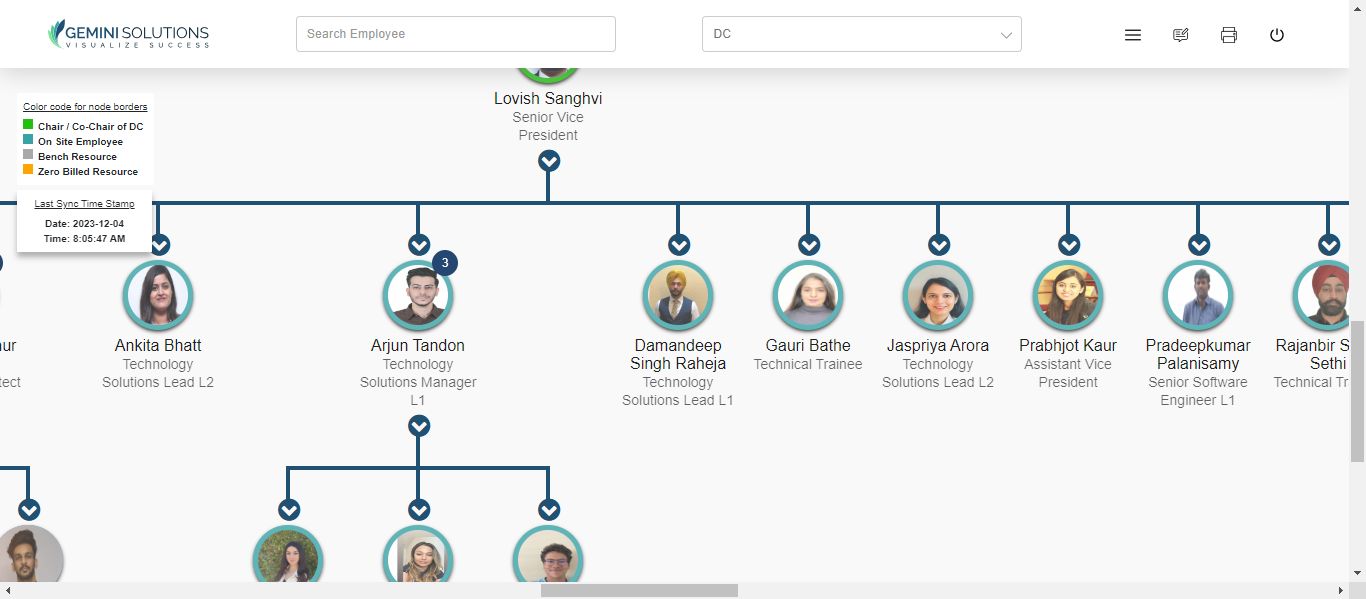 GEMINI SOLUTIONS
VISUALIZE SUCCESS
Search Employee
DC
Color code for node borders
Chair / Co-Chair of DC
On Site Employee
Bench Resource
Zero Billed Resource
Last Sync Time Stamp
Date: 2023-12-04
Time: 8:05:47 AM
Lovish Sanghvi
Senior Vice
President
3
Ankita Bhatt
Technology
Solutions Lead L2
Arjun Tandon
Technology
Solutions Manager
L1
Damandeep
Singh Raheja
Technology
Solutions Lead L1
Gauri Bathe
Technical Trainee
Jaspriya Arora
Technology
Solutions Lead L2
Prabhjot Kaur
Assistant Vice
President
Pradeepkumar
Palanisamy
Senior Software
Engineer L1
Rajanbir S
Sethi
Technical Tr